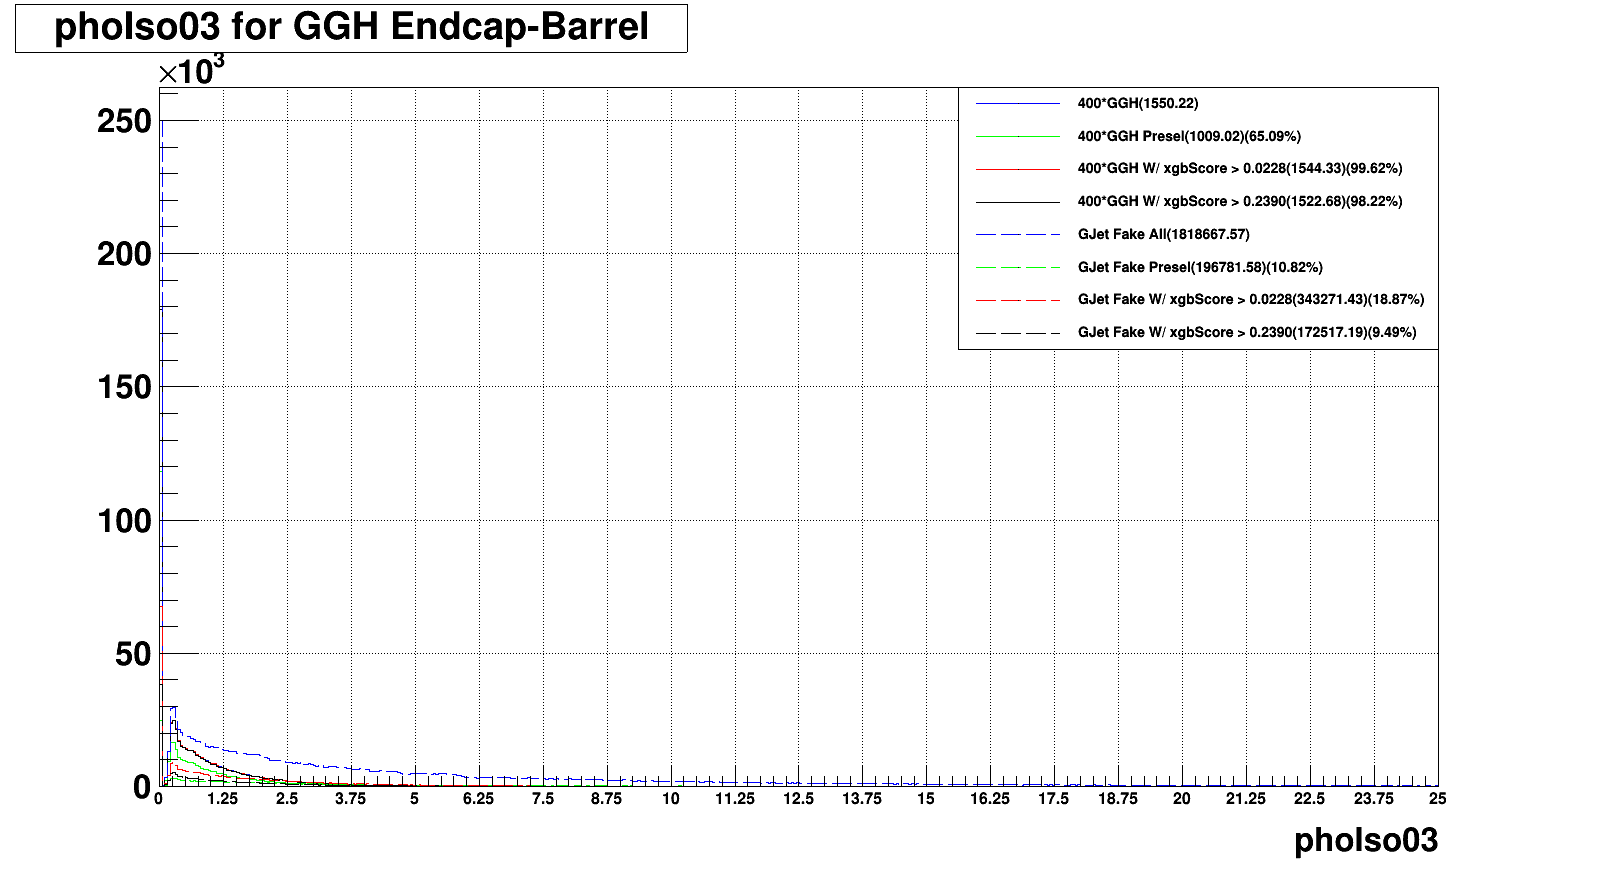 phoIso03 for GGH Endcap-Barrel
×10³
250
200
150
100
50
0
400*GGH(1550.22)
400*GGH Presel(1009.02)(65.09%)
400*GGH W/ xgbScore > 0.0228(1544.33)(99.62%)
400*GGH W/ xgbScore > 0.2390(1522.68)(98.22%)
GJet Fake All(1818667.57)
GJet Fake Presel(196781.58)(10.82%)
GJet Fake W/ xgbScore > 0.0228(343271.43)(18.87%)
GJet Fake W/ xgbScore > 0.2390(172517.19)(9.49%)
0 1.25 2.5 3.75 5 6.25 7.5 8.75 10 11.25 12.5 13.75 15 16.25 17.5 18.75 20 21.25 22.5 23.75 25
phoIso03